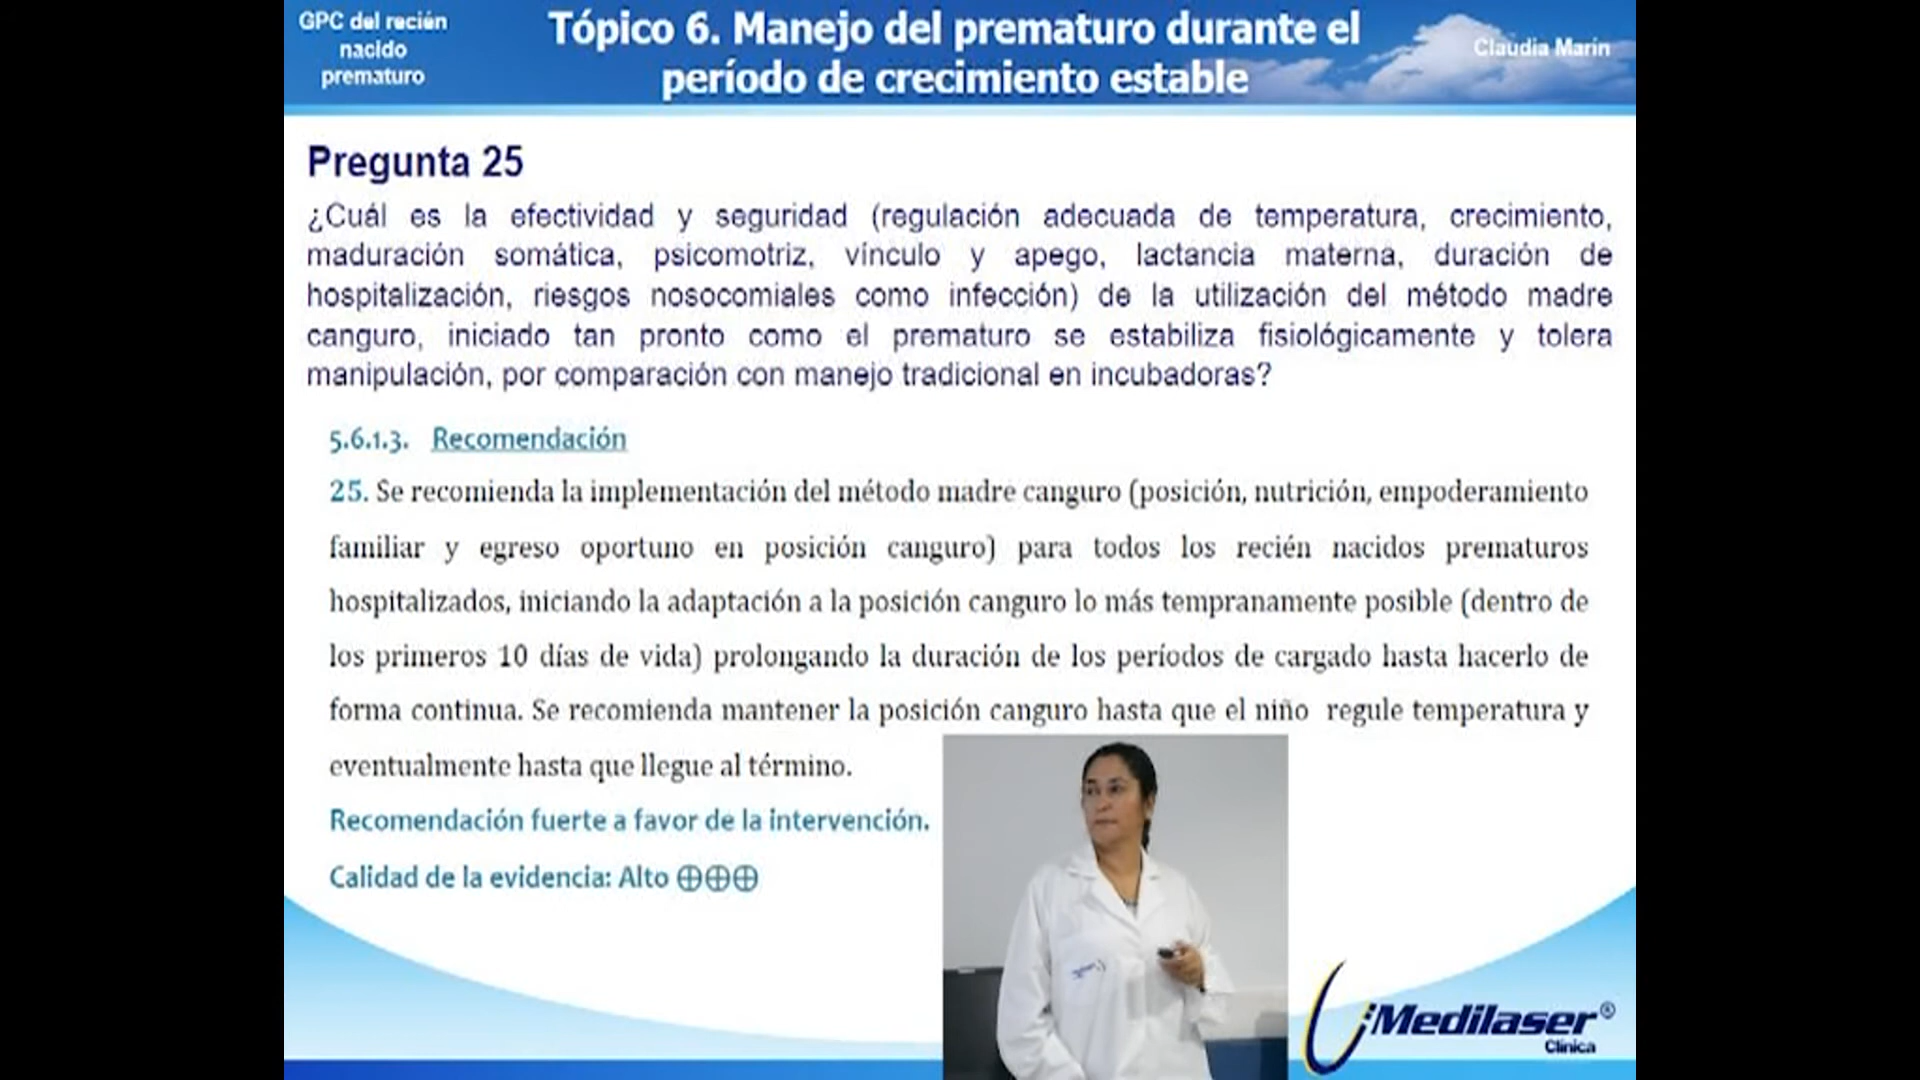 GPC del recién
nacido
prematuro
Tópico 6. Manejo del prematuro durante el
período de crecimiento estable
Claudia Marin
Pregunta 25
¿Cuál es la efectividad y seguridad (regulación adecuada de temperatura, crecimiento,
maduración somática, psicomotriz, vínculo y apego, lactancia materna, duración de
hospitalización, riesgos nosocomiales como infección) de la utilización del método madre
canguro, iniciado tan pronto como el prematuro se estabiliza fisiológicamente y tolera
manipulación, por comparación con manejo tradicional en incubadoras?
5.6.1.3. Recomendación
25. Se recomienda la implementación del método madre canguro (posición, nutrición, empoderamiento
familiar y egreso oportuno en posición canguro) para todos los recién nacidos prematuros
hospitalizados, iniciando la adaptación a la posición canguro lo más tempranamente posible (dentro de
los primeros 10 días de vida) prolongando la duración de los períodos de cargado hasta hacerlo de
forma continua. Se recomienda mantener la posición canguro hasta que el niño regule temperatura y
eventualmente hasta que llegue al término.
Recomendación fuerte a favor de la intervención.
Calidad de la evidencia: Alto ⊕⊕⊕
Medilaser®
Clínica